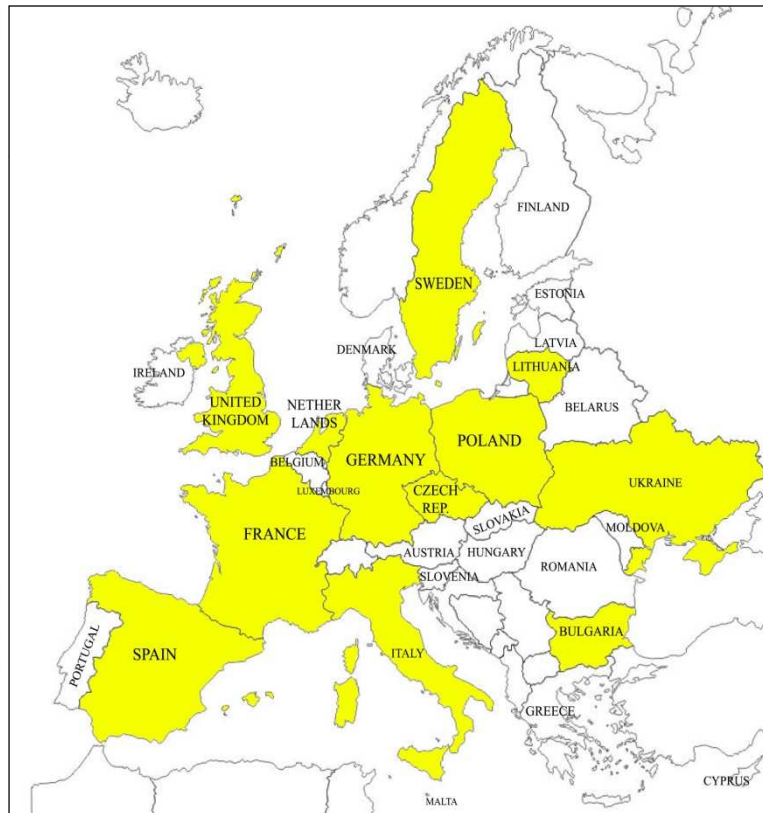 FINLAND
SWEDEN
ESTONIA
LATVIA
DENMARK
LITHUANIA
IRELAND
UNITED
KINGDOM
NETHER
LANDS
BELARUS
POLAND
BELGIUM
GERMANY
LUXEMBOURG
CZECH
REP.
UKRAINE
SLOVAKIA
MOLDOVA
FRANCE
AUSTRIA
HUNGARY
ROMANIA
SLOVENIA
PORTUGAL
SPAIN
ITALY
BULGARIA
GREECE
CYPRUS
MALTA